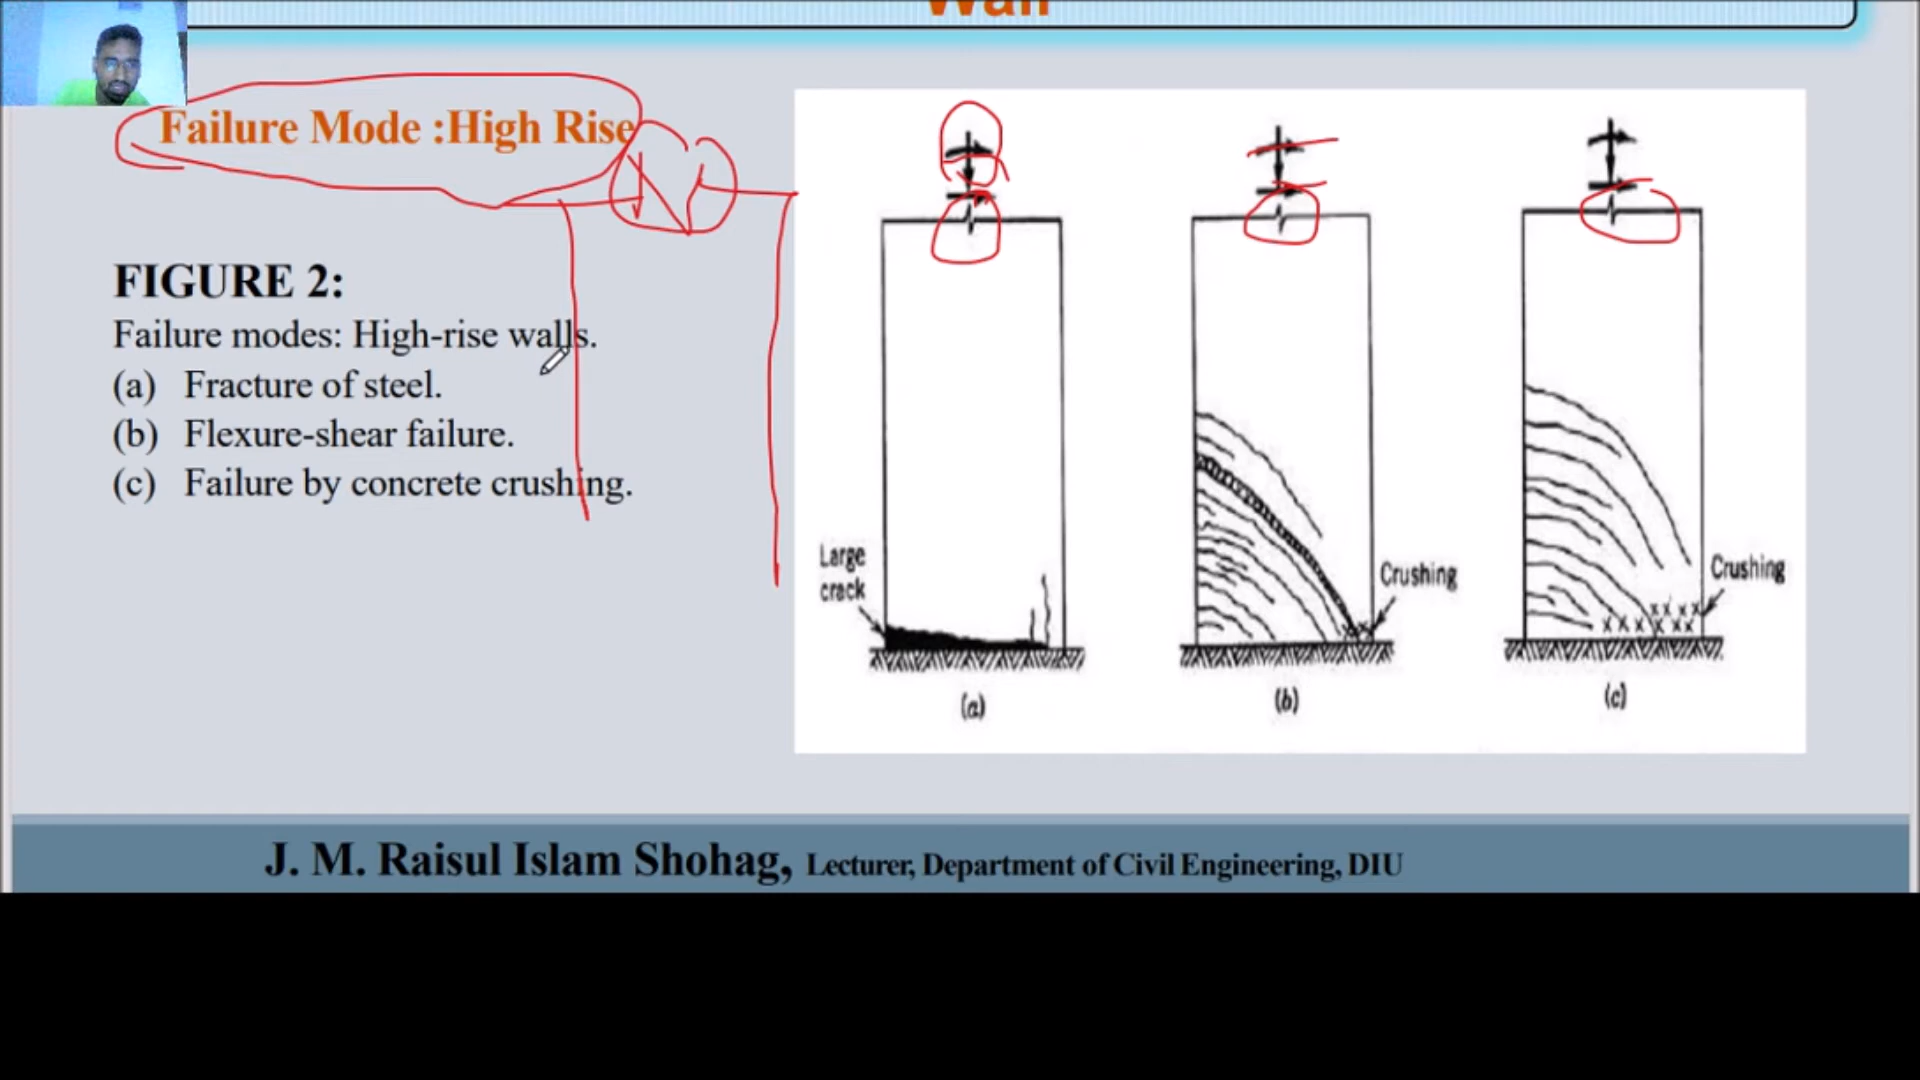 Wall
Failure Mode :High Rise
FIGURE 2:
Failure modes: High-rise walls.
(a) Fracture of steel.
(b) Flexure-shear failure.
(c) Failure by concrete crushing.
Large
crack
Crushing
Crushing
(a)
(b)
(c)
J. M. Raisul Islam Shohag, Lecturer, Department of Civil Engineering, DIU